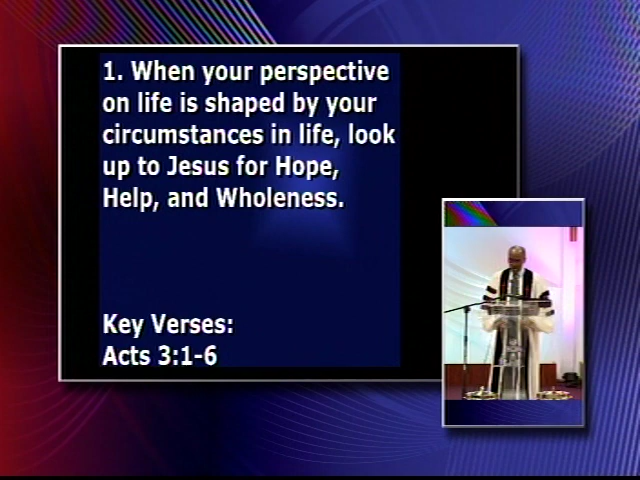 1. When your perspective
on life is shaped by your
circumstances in life, look
up to Jesus for Hope,
Help, and Wholeness.
Key Verses:
Acts 3:1-6